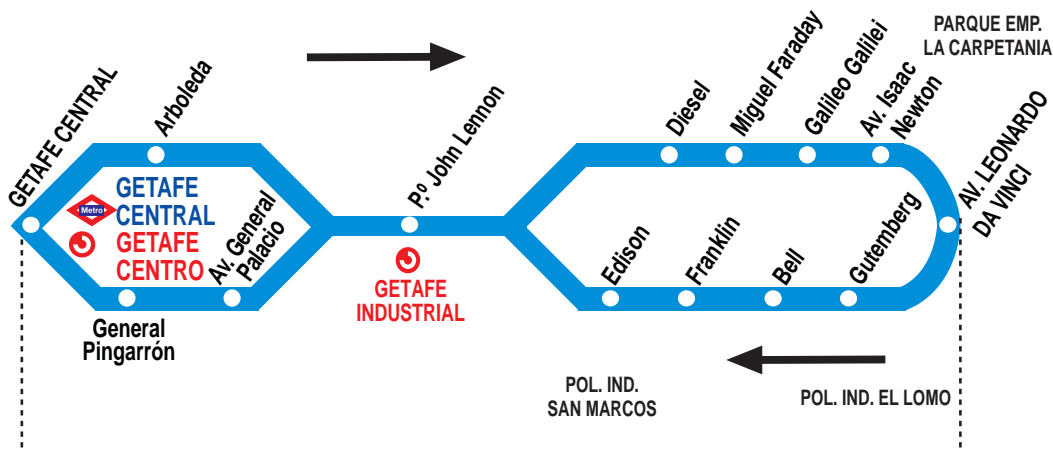 PARQUE EMP.
LA CARPETANIA
GETAFE CENTRAL
Arboleda
Pº John Lennon
Diesel
Miguel Faraday
Galileo Galilei
Av. Isaac
Newton
AV. LEONARDO
DA VINCI
Metro
GETAFE
CENTRAL
GETAFE
CENTRO
Av. General
Palacio
General
Pingarrón
GETAFE
INDUSTRIAL
Edison
Franklin
Bell
Gutemberg
POL. IND.
SAN MARCOS
POL. IND. EL LOMO